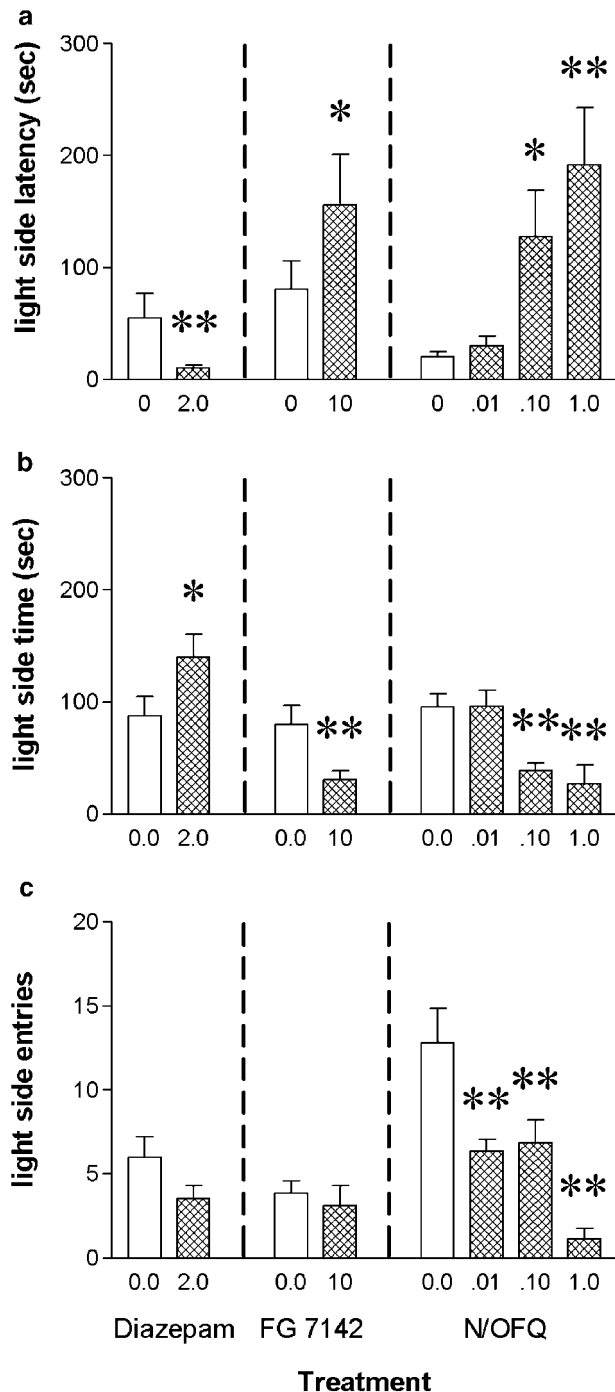 a
light side latency (sec)
300
200
100
0
**
*
*
**
0 2.0 0 10 0 .01 .10 1.0
b
light side time (sec)
300
200
100
0
*
**
**
**
0.0 2.0 0.0 10 0.0 .01 .10 1.0
c
light side entries
20
15
10
5
0
**
**
**
0.0 2.0 0.0 10 0.0 .01 .10 1.0
Diazepam FG 7142 N/OFQ
Treatment